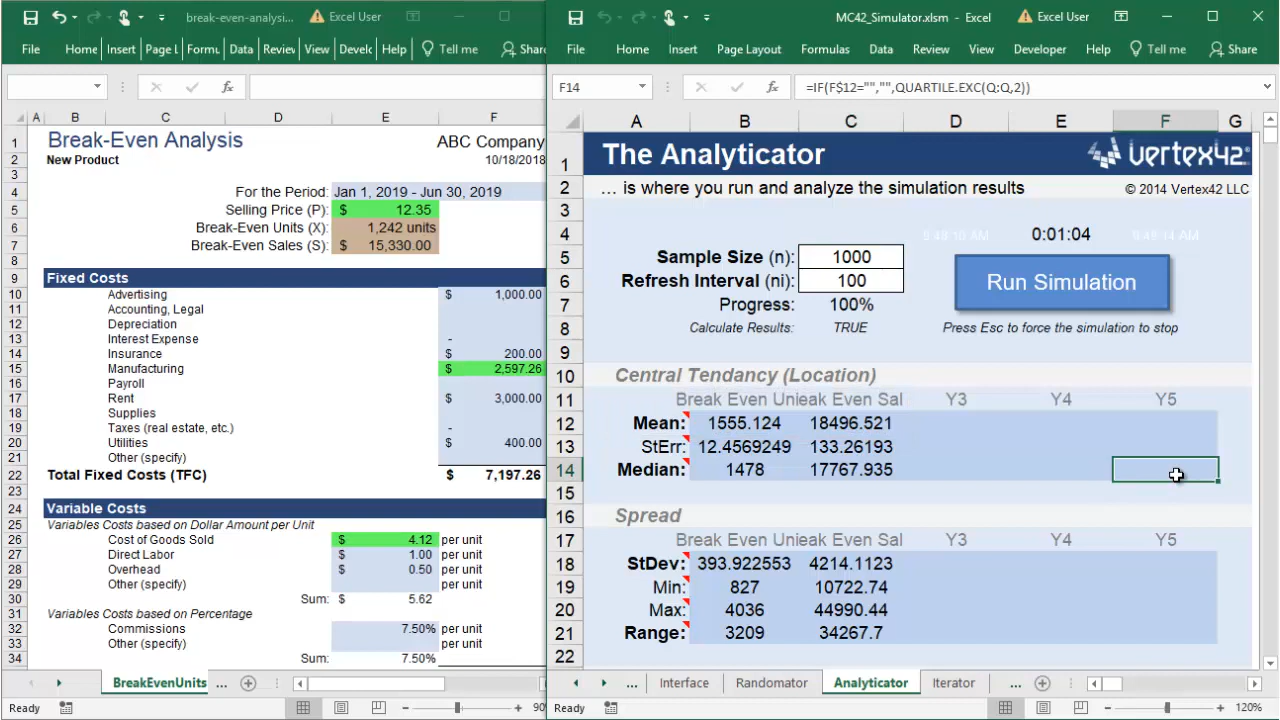 break-even-analysi... Excel User
File Home Insert Page L Formu Data Review View Develo Help Tell me Share
fx
A B C D E F
1 Break-Even Analysis ABC Company
2 New Product 10/18/2018
3
4 For the Period: Jan 1, 2019 - Jun 30, 2019
5 Selling Price (P): $ 12.35
6 Break-Even Units (X): 1,242 units
7 Break-Even Sales (S): $ 15,330.00
8
9 Fixed Costs
10 Advertising $ 1,000.00
11 Accounting, Legal
12 Depreciation
13 Interest Expense -
14 Insurance $ 200.00
15 Manufacturing $ 2,597.26
16 Payroll
17 Rent $ 3,000.00
18 Supplies
19 Taxes (real estate, etc.) -
20 Utilities $ 400.00
21 Other (specify)
22 Total Fixed Costs (TFC) $ 7,197.26
23
24 Variable Costs
25 Variables Costs based on Dollar Amount per Unit
26 Cost of Goods Sold $ 4.12 per unit
27 Direct Labor $ 1.00 per unit
28 Overhead $ 0.50 per unit
29 Other (specify) per unit
30 Sum: $ 5.62
31 Variables Costs based on Percentage
32 Commissions 7.50% per unit
33 Other (specify) per unit
34 Sum: 7.50%
BreakEvenUnits ...
Ready 90
MC42_Simulator.xlsm - Excel Excel User
File Home Insert Page Layout Formulas Data Review View Developer Help Tell me Share
F14 fx =IF(F$12="","",QUARTILE.EXC(Q:Q,2))
A B C D E F G
1 The Analyticator vertex42
2 ... is where you run and analyze the simulation results © 2014 Vertex42 LLC
3
4 9:48:10 AM 0:01:04 9:48:14 AM
5 Sample Size (n): 1000 Run Simulation
6 Refresh Interval (ni): 100
7 Progress: 100%
8 Calculate Results: TRUE Press Esc to force the simulation to stop
9
10 Central Tendancy (Location)
11 Break Even Uni eak Even Sal Y3 Y4 Y5
12 Mean: 1555.124 18496.521
13 StErr: 12.4569249 133.26193
14 Median: 1478 17767.935
15
16 Spread
17 Break Even Uni eak Even Sal Y3 Y4 Y5
18 StDev: 393.922553 4214.1123
19 Min: 827 10722.74
20 Max: 4036 44990.44
21 Range: 3209 34267.7
22
... Interface Randomator Analyticator Iterator ...
Ready 120%